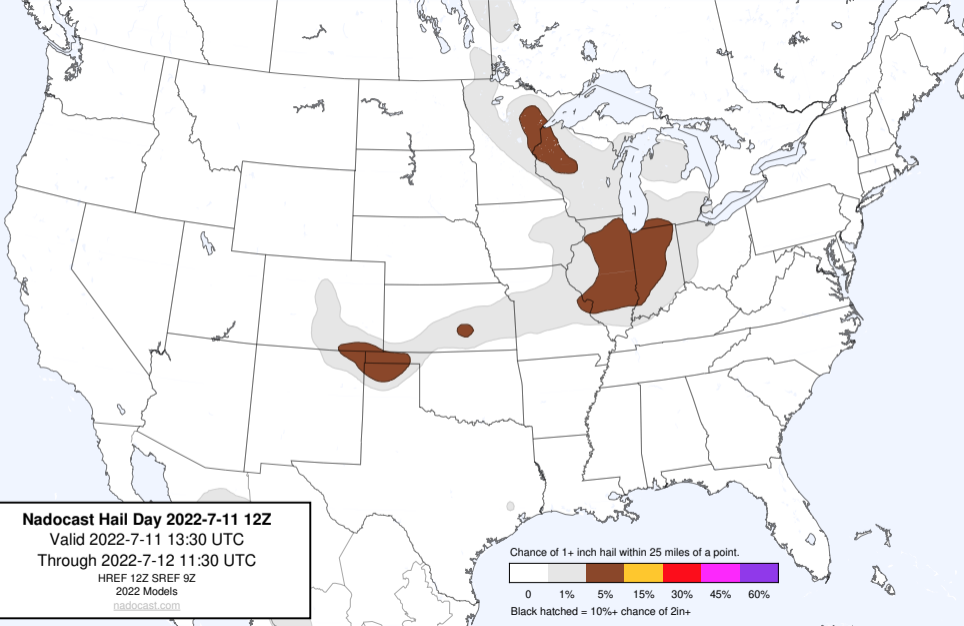 Nadocast Hail Day 2022-7-11 12Z
Valid 2022-7-11 13:30 UTC
Through 2022-7-12 11:30 UTC
HREF 12Z SREF 9Z
2022 Models
nadocast.com
Chance of 1+ inch hail within 25 miles of a point.
0 1% 5% 15% 30% 45% 60%
Black hatched = 10%+ chance of 2in+